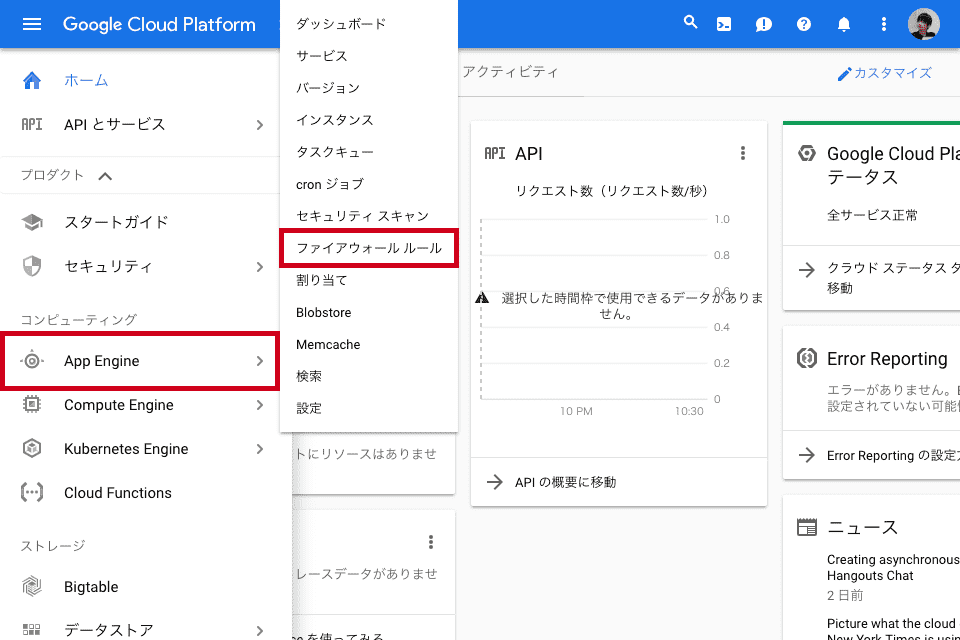 Google Cloud Platform
ホーム
API とサービス
プロダクト
スタートガイド
セキュリティ
コンピューティング
App Engine
Compute Engine
Kubernetes Engine
Cloud Functions
ストレージ
Bigtable
データストア
ダッシュボード
サービス
バージョン
インスタンス
タスクキュー
cron ジョブ
セキュリティ スキャン
ファイアウォール ルール
割り当て
Blobstore
Memcache
検索
設定
トにリソースはありませ
レースデータがありませ
を使ってみる
アクティビティ
カスタマイズ
API API
リクエスト数（リクエスト数/秒）
1.0
0.8
0.6
選択した時間枠で使用できるデータがありま
せん。
0.4
0.2
0
10 PM 10:30
API の概要に移動
Google Cloud Pla
テータス
全サービス正常
クラウド ステータス ダ
移動
Error Reporting
エラーがありません。E
設定されていない可能
Error Reporting の設定
ニュース
Creating asynchronous
Hangouts Chat
2 日前
Picture what the cloud
New York Times is usin